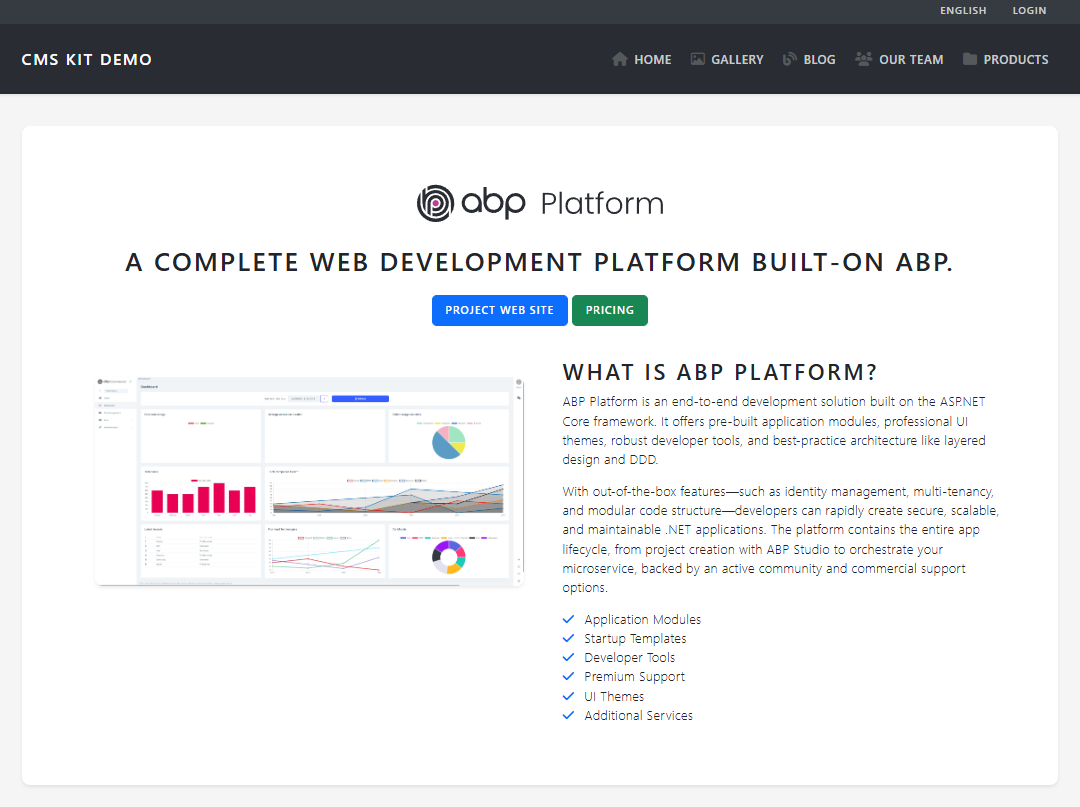 ENGLISH LOGIN
CMS KIT DEMO
HOME GALLERY BLOG OUR TEAM PRODUCTS
abp Platform
A COMPLETE WEB DEVELOPMENT PLATFORM BUILT-ON ABP.
PROJECT WEB SITE PRICING
Dashboard
WHAT IS ABP PLATFORM?
ABP Platform is an end-to-end development solution built on the ASP.NET
Core framework. It offers pre-built application modules, professional UI
themes, robust developer tools, and best-practice architecture like layered
design and DDD.
With out-of-the-box features—such as identity management, multi-tenancy,
and modular code structure—developers can rapidly create secure, scalable,
and maintainable .NET applications. The platform contains the entire app
lifecycle, from project creation with ABP Studio to orchestrate your
microservice, backed by an active community and commercial support
options.
Application Modules
Startup Templates
Developer Tools
Premium Support
UI Themes
Additional Services